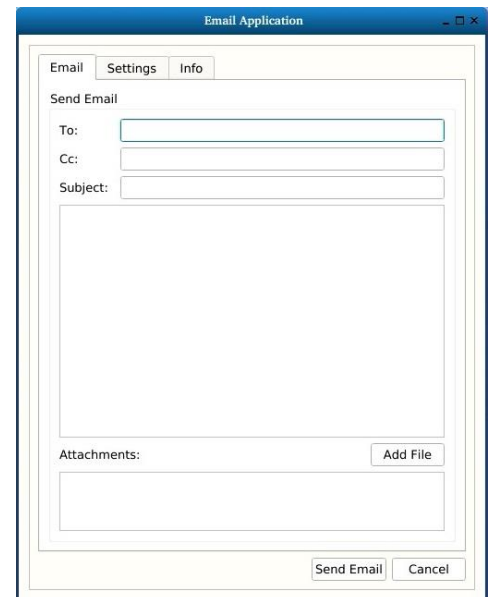 Email Application
Email Settings Info
Send Email
To:
Cc:
Subject:
Attachments: Add File
Send Email Cancel